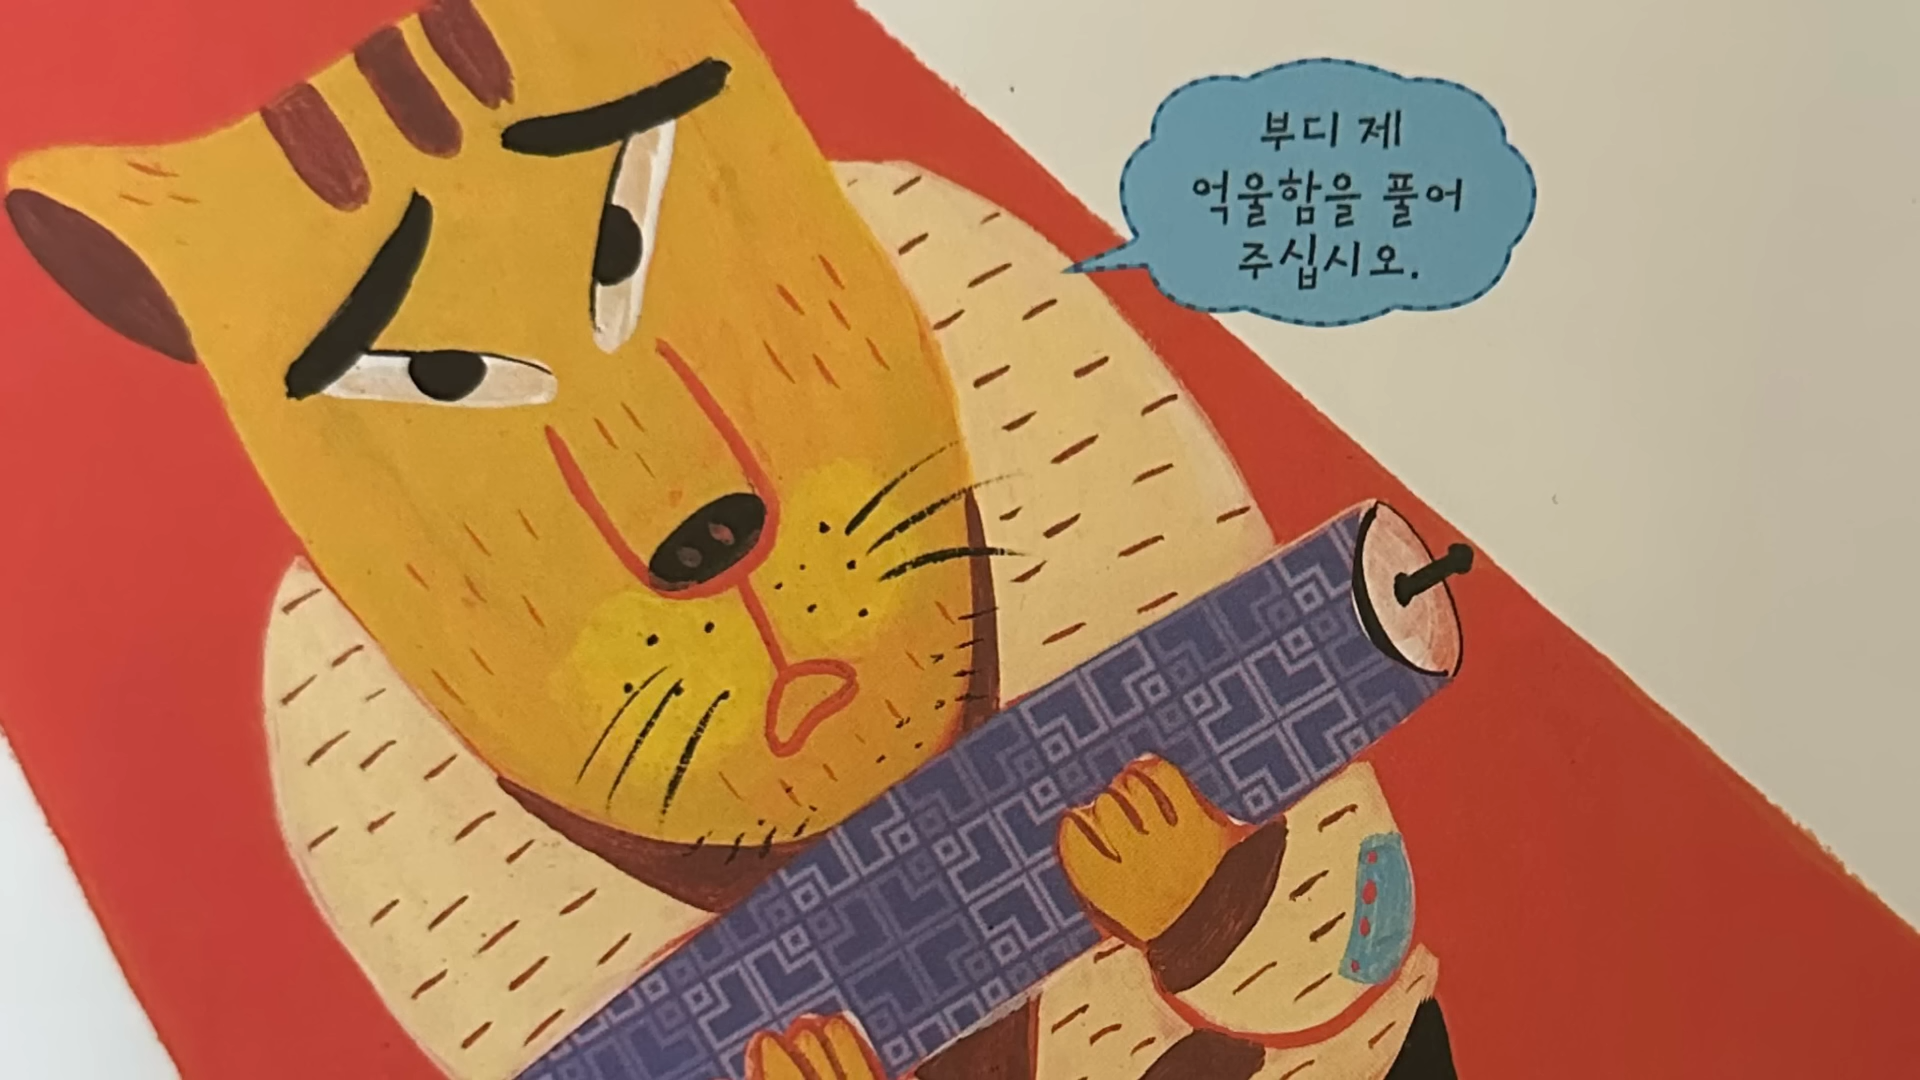 부디 제
억울함을 풀어
주십시오.